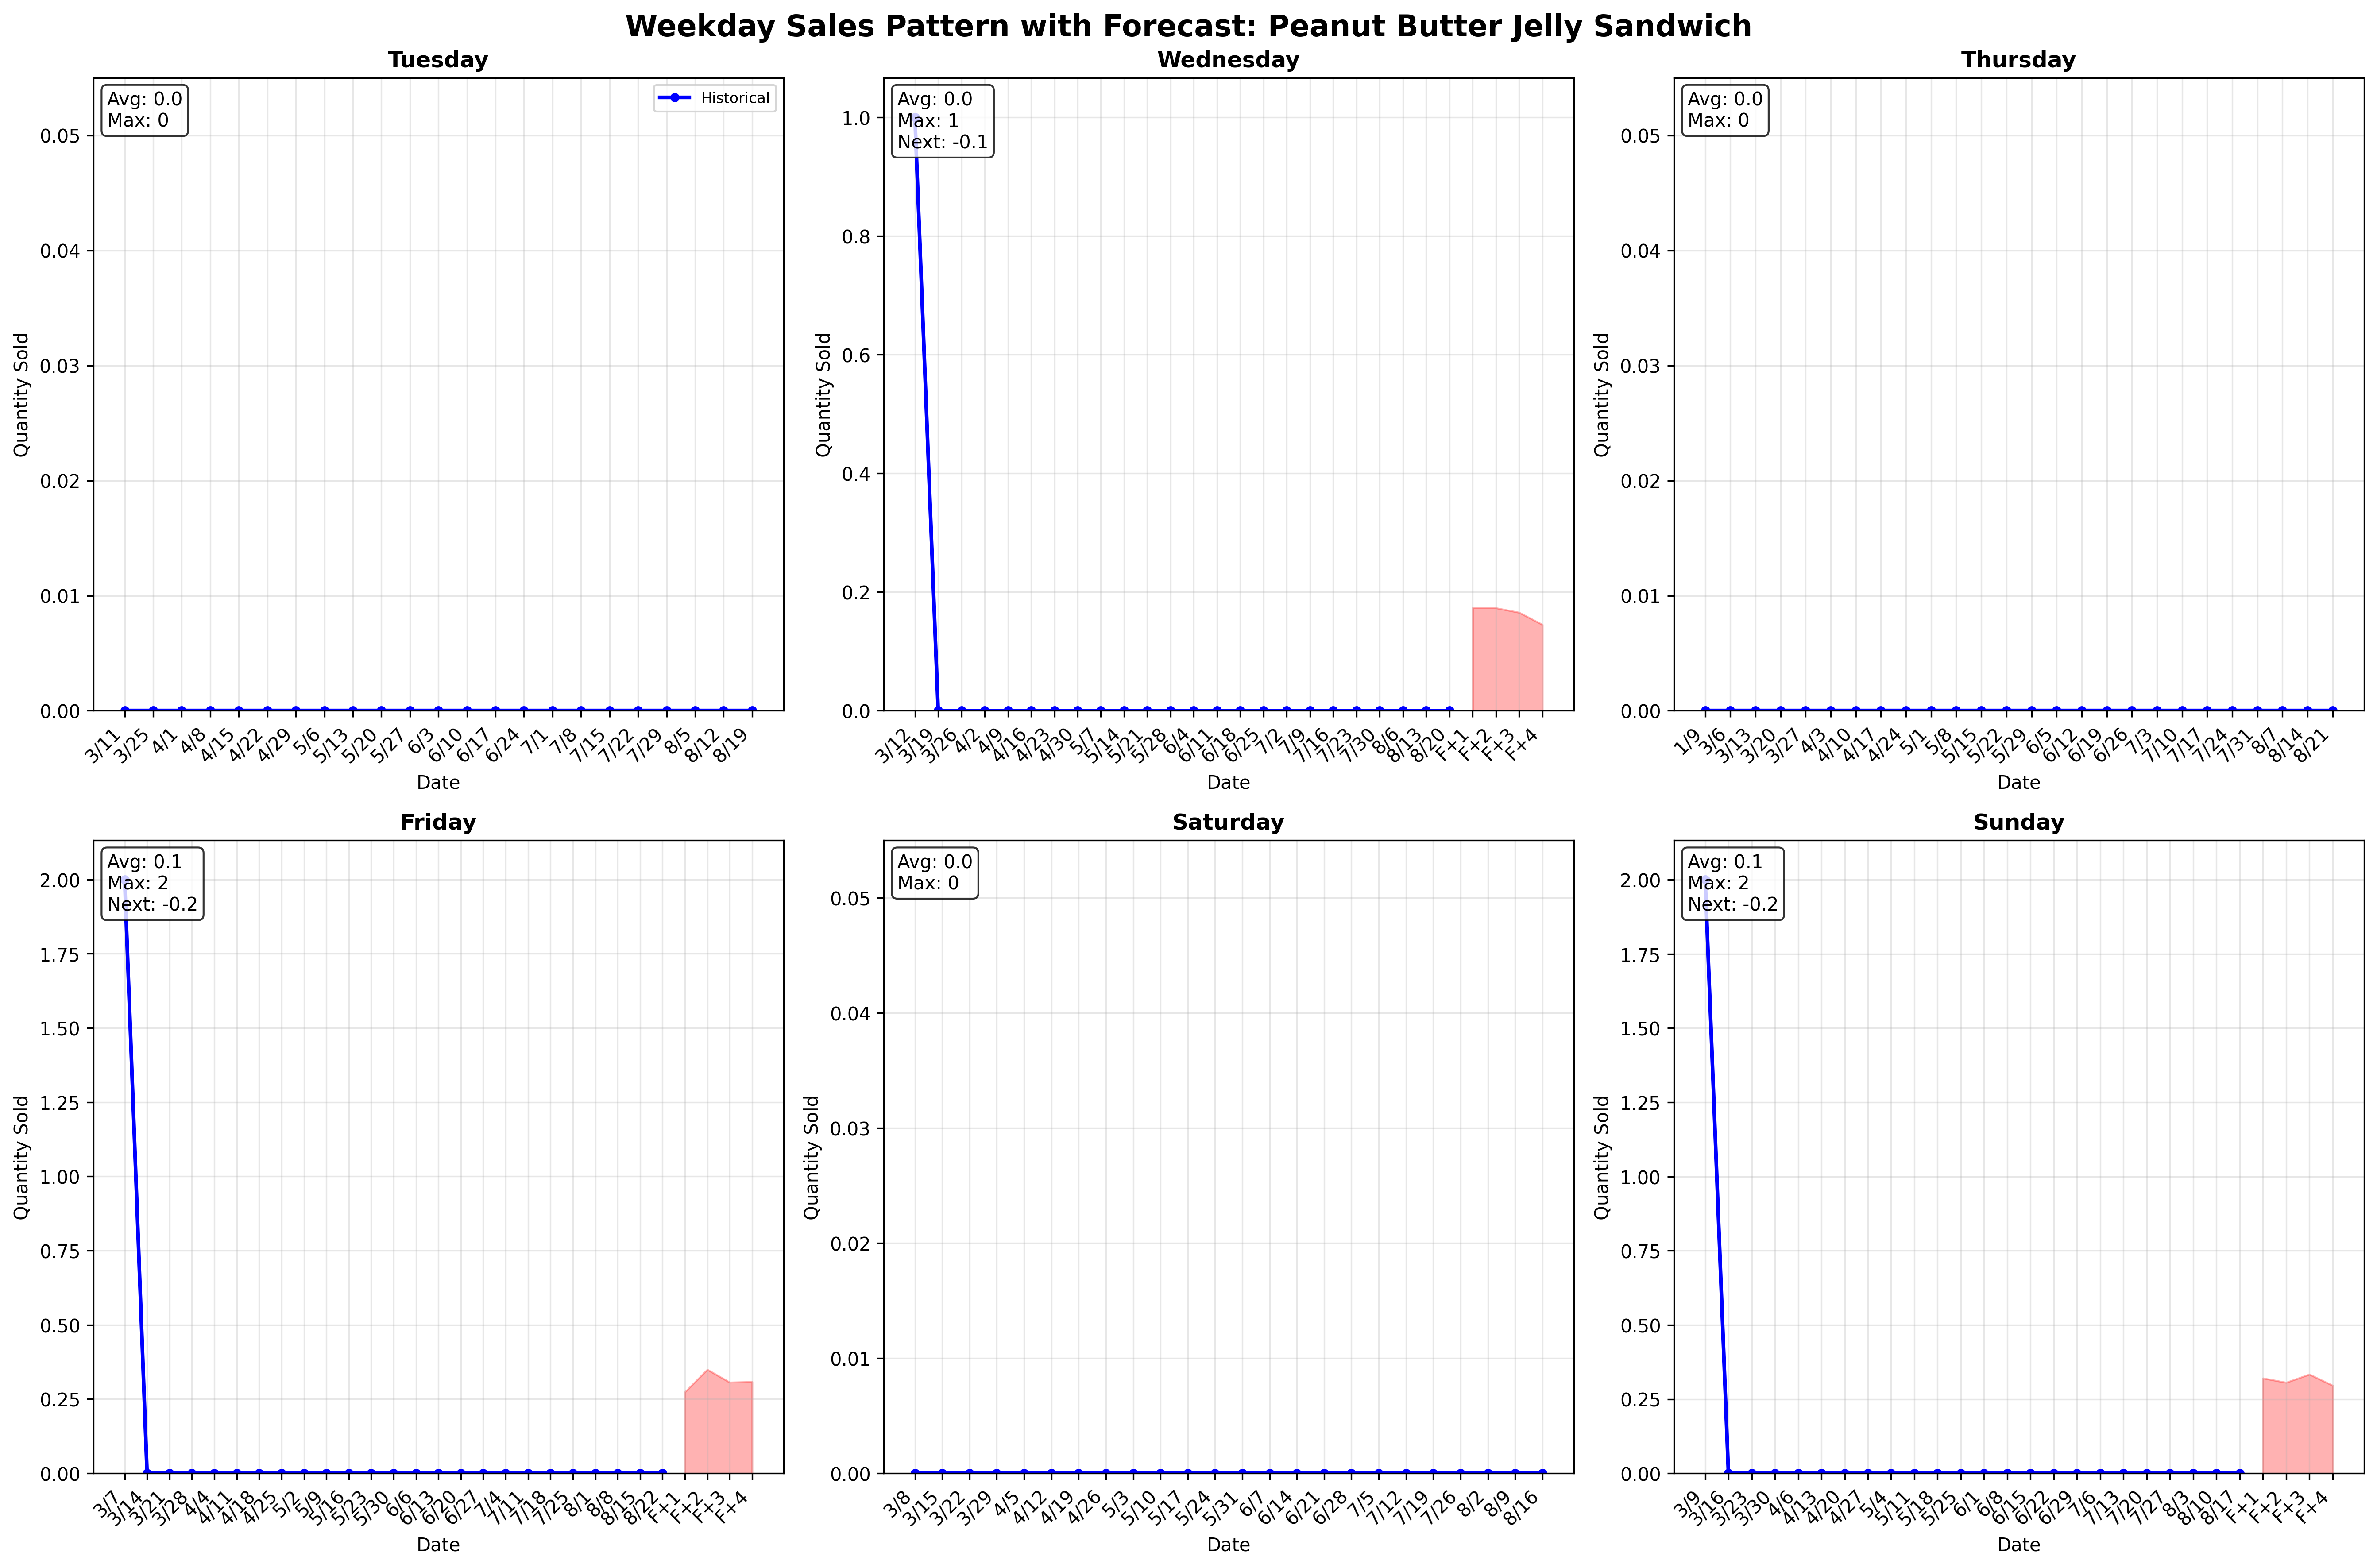 Weekday Sales Pattern with Forecast: Peanut Butter Jelly Sandwich
Tuesday
Avg: 0.0
Max: 0
Historical
0.05
0.04
0.03
0.02
0.01
0.00
Quantity Sold
3/11 3/25 4/1 4/8 4/15 4/22 4/29 5/6 5/13 5/20 5/27 6/3 6/10 6/17 6/24 7/1 7/8 7/15 7/22 7/29 8/5 8/12 8/19
Date
Wednesday
Avg: 0.0
Max: 1
Next: -0.1
1.0
0.8
0.6
0.4
0.2
0.0
Quantity Sold
3/12 3/19 3/26 4/2 4/9 4/16 4/23 4/30 5/7 5/14 5/21 5/28 6/4 6/11 6/18 6/25 7/2 7/9 7/16 7/23 7/30 8/6 8/13 8/20 F+1 F+2 F+3 F+4
Date
Thursday
Avg: 0.0
Max: 0
0.05
0.04
0.03
0.02
0.01
0.00
Quantity Sold
1/9 3/6 3/13 3/20 3/27 4/3 4/10 4/17 4/24 5/1 5/8 5/15 5/22 5/29 6/5 6/12 6/19 6/26 7/3 7/10 7/17 7/24 7/31 8/7 8/14 8/21
Date
Friday
Avg: 0.1
Max: 2
Next: -0.2
2.00
1.75
1.50
1.25
1.00
0.75
0.50
0.25
0.00
Quantity Sold
3/7 3/14 3/21 3/28 4/4 4/11 4/18 4/25 5/2 5/9 5/16 5/23 5/30 6/6 6/13 6/20 6/27 7/4 7/11 7/18 7/25 8/1 8/8 8/15 8/22 F+1 F+2 F+3 F+4
Date
Saturday
Avg: 0.0
Max: 0
0.05
0.04
0.03
0.02
0.01
0.00
Quantity Sold
3/8 3/15 3/22 3/29 4/5 4/12 4/19 4/26 5/3 5/10 5/17 5/24 5/31 6/7 6/14 6/21 6/28 7/5 7/12 7/19 7/26 8/2 8/9 8/16
Date
Sunday
Avg: 0.1
Max: 2
Next: -0.2
2.00
1.75
1.50
1.25
1.00
0.75
0.50
0.25
0.00
Quantity Sold
3/9 3/16 3/23 3/30 4/6 4/13 4/20 4/27 5/4 5/11 5/18 5/25 6/1 6/8 6/15 6/22 6/29 7/6 7/13 7/20 7/27 8/3 8/10 8/17 F+1 F+2 F+3 F+4
Date